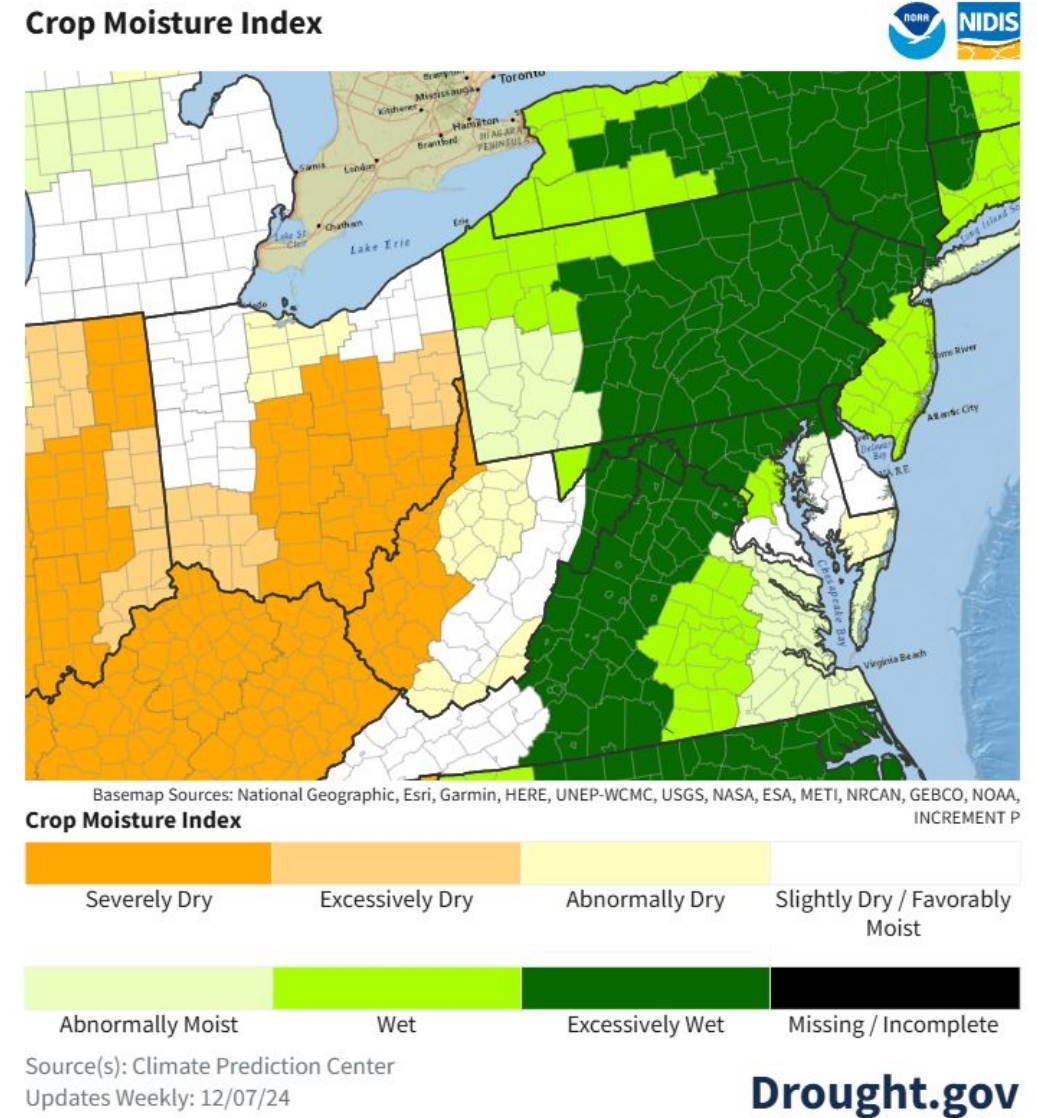 Crop Moisture Index
NOAA
NIDIS
Toronto
Mississauga
Kitchener
Hamilton
Brantford
NIAGARA
PENINSULA
Sarnia
London
Chatham
Lake St
Clair
Lake Erie
Erie
Long Island So
Toms River
Atlantic City
Delaware
Bay
Chesapeake Bay
Virginia Beach
Basemap Sources: National Geographic, Esri, Garmin, HERE, UNEP-WCMC, USGS, NASA, ESA, METI, NRCAN, GEBCO, NOAA,
INCREMENT P
Crop Moisture Index
Severely Dry
Excessively Dry
Abnormally Dry
Slightly Dry / Favorably
Moist
Abnormally Moist
Wet
Excessively Wet
Missing / Incomplete
Source(s): Climate Prediction Center
Updates Weekly: 12/07/24
Drought.gov